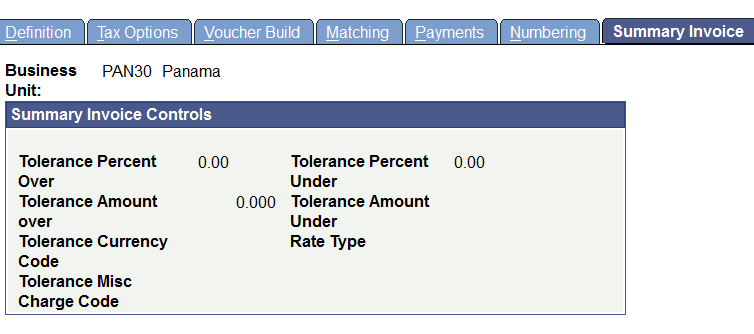 Definition Tax Options Voucher Build Matching Payments Numbering Summary Invoice
Business PAN30 Panama
Unit:
Summary Invoice Controls
Tolerance Percent 0.00 Tolerance Percent 0.00
Over Under
Tolerance Amount 0.000 Tolerance Amount
over Under
Tolerance Currency Rate Type
Code
Tolerance Misc
Charge Code